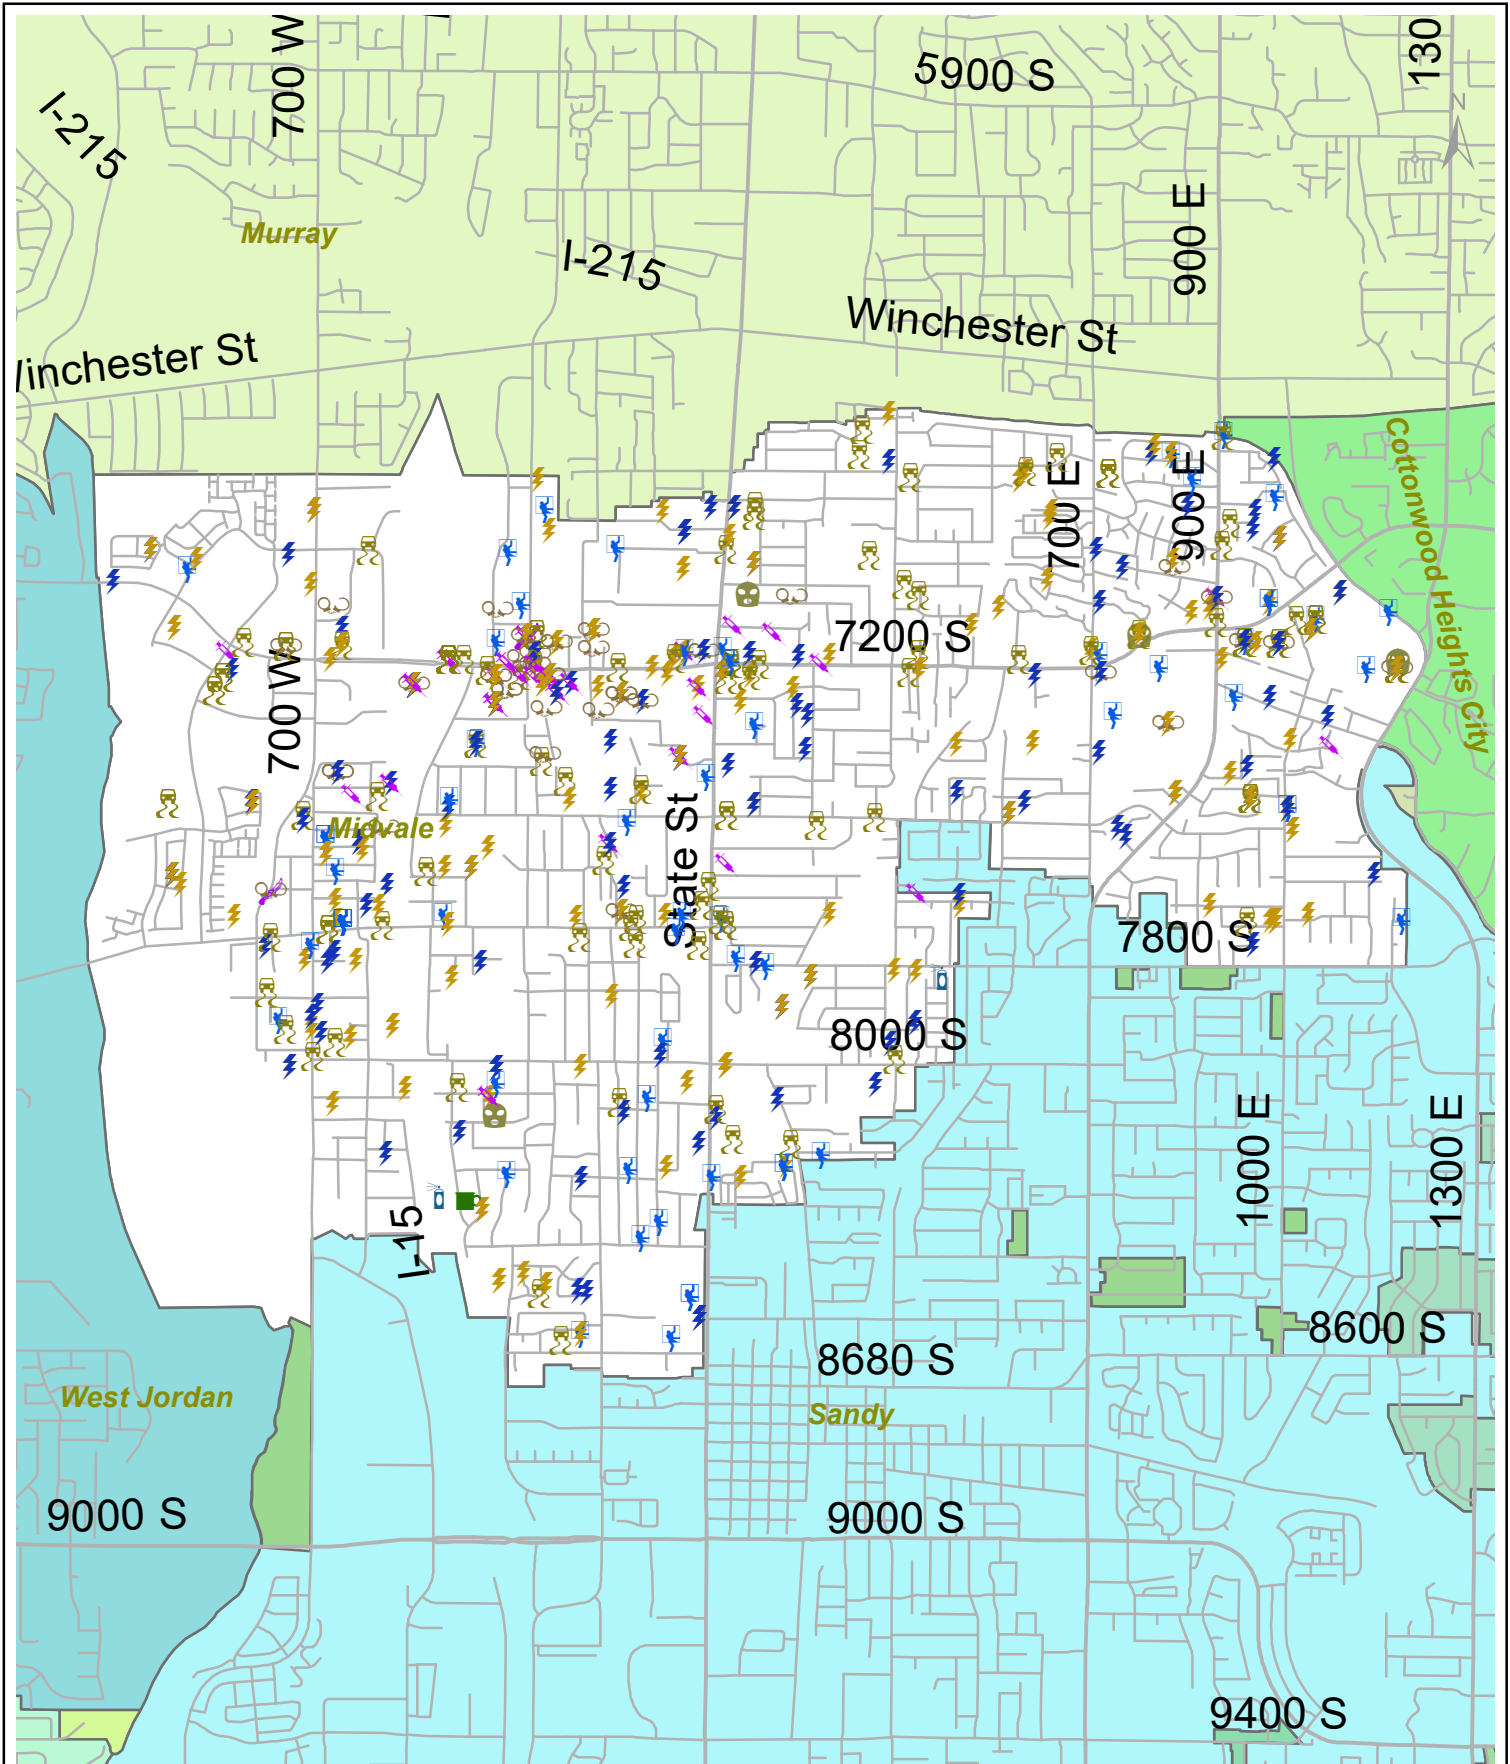 700 W
5900 S
130
N
I-215
Murray
900 E
I-215
Winchester St
Winchester St
Cottonwood Heights City
700 E
900 E
7200 S
700 W
Midvale
State St
7800 S
8000 S
1000 E
1300 E
I-15
8600 S
8680 S
West Jordan
Sandy
9000 S
9000 S
9400 S